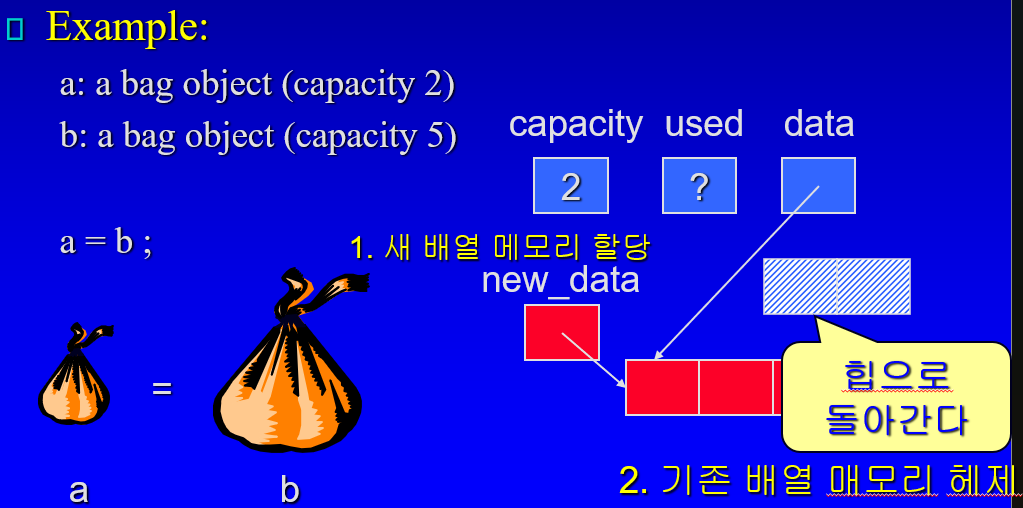 Example:
a: a bag object (capacity 2)
b: a bag object (capacity 5)
capacity used data
2 ?
a = b ;
1. 새 배열 메모리 할당
new_data
힙으로
돌아간다
=
a b
2. 기존 배열 매모리 헤제